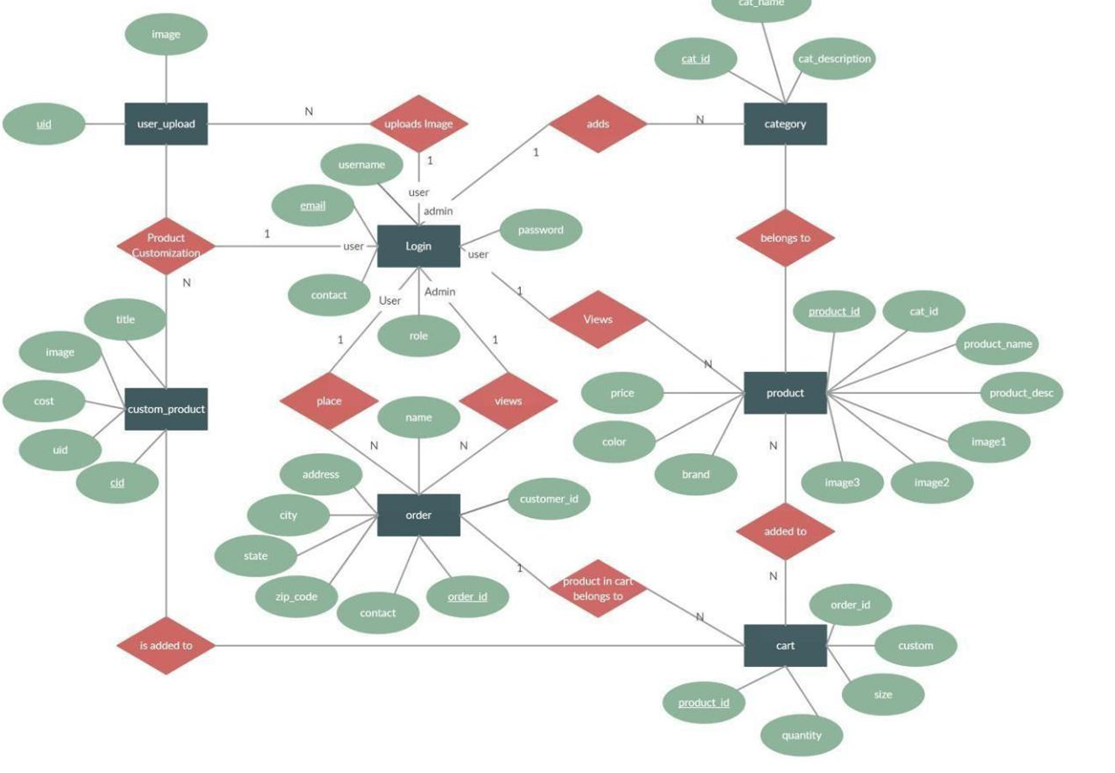 cat_name
image
cat_id
cat_description
uid
user_upload
N
uploads Image
adds
N
category
1
1
username
user
email
admin
Product
Customization
1
user
Login
user
password
belongs to
N
contact
User
Admin
1
product_id
cat_id
title
role
Views
product_name
image
1
1
N
cost
custom_product
place
name
views
price
product
product_desc
uid
N
N
color
N
image1
cid
address
brand
image3
image2
city
order
customer_id
state
added to
zip_code
contact
order_id
1
product in cart
belongs to
N
order_id
N
is added to
cart
custom
product_id
size
quantity